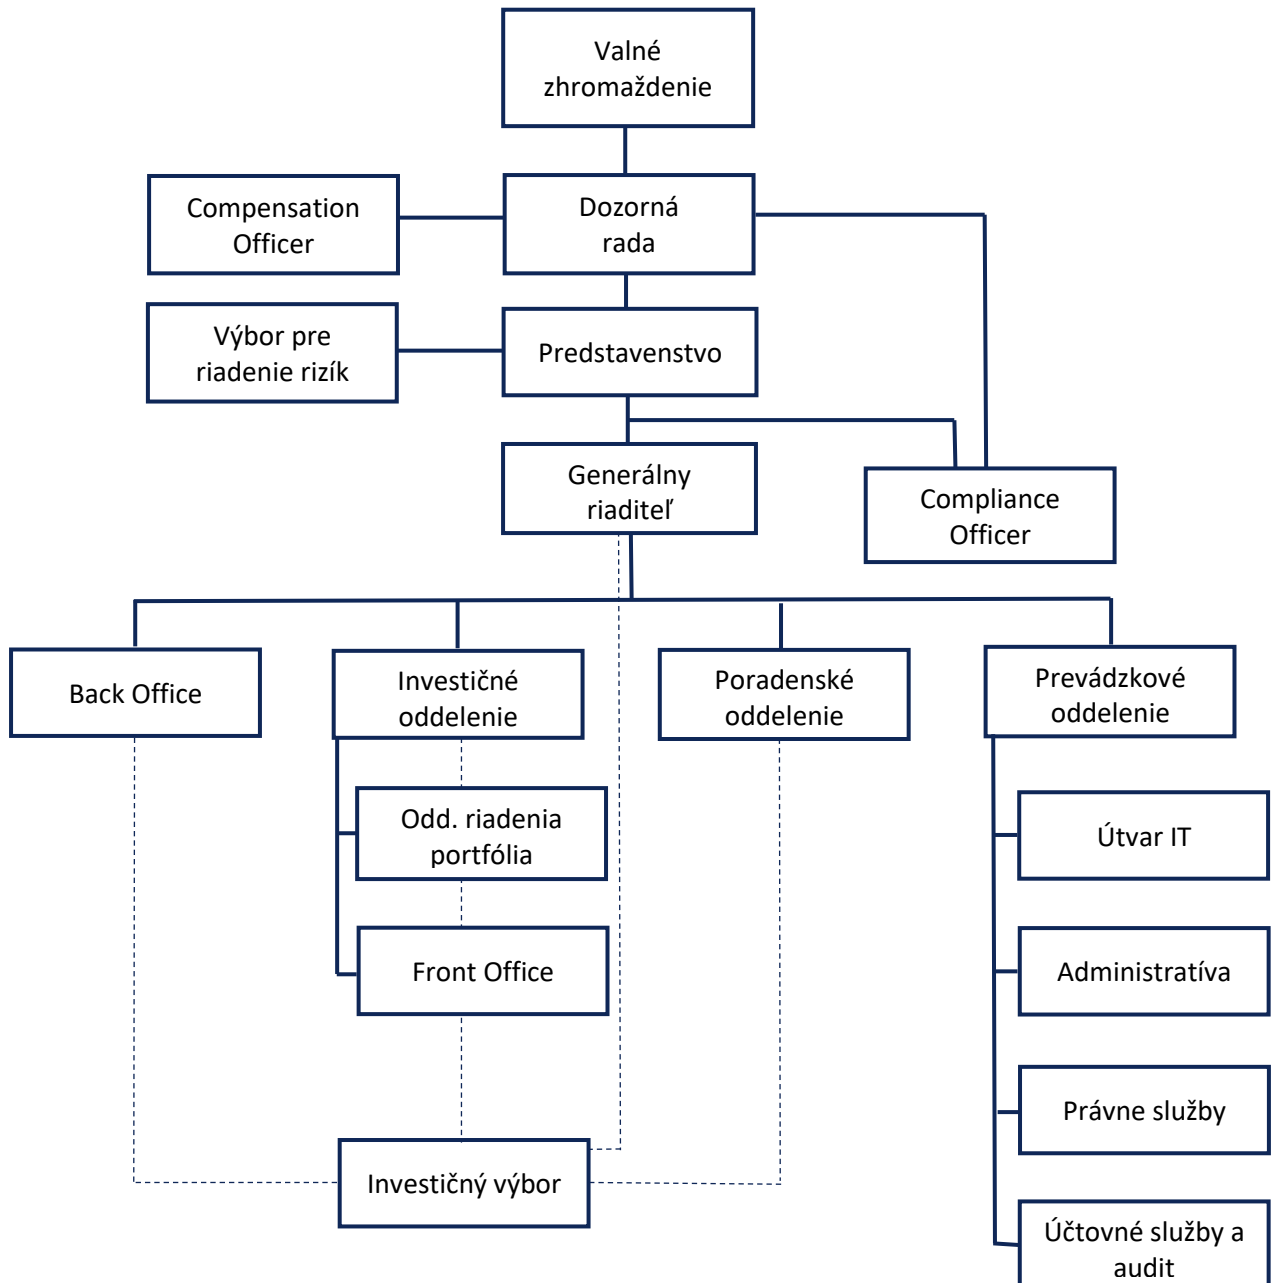 Valné
zhromaždenie
Compensation
Officer
Dozorná
rada
Výbor pre
riadenie rizík
Predstavenstvo
Generálny
riaditeľ
Compliance
Officer
Back Office
Investičné
oddelenie
Poradenské
oddelenie
Prevádzkové
oddelenie
Odd. riadenia
portfólia
Útvar IT
Front Office
Administratíva
Právne služby
Investičný výbor
Účtovné služby a
audit